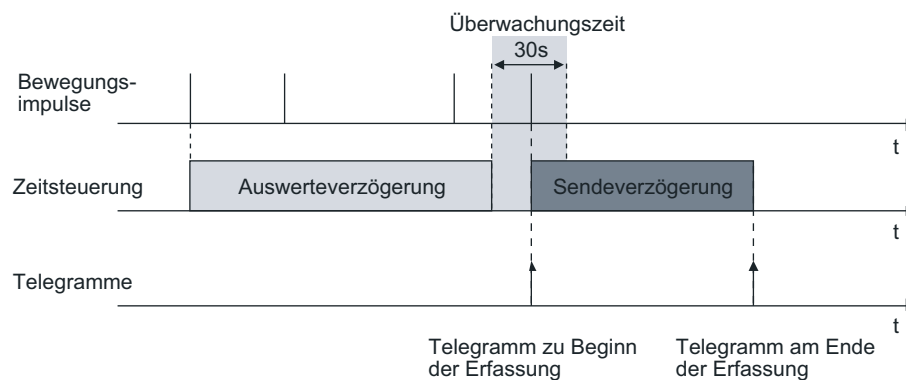 Überwachungszeit
30s
Bewegungs-
impulse
t
Zeitsteuerung
Auswerteverzögerung
Sendeverzögerung
t
Telegramme
t
Telegramm zu Beginn
der Erfassung
Telegramm am Ende
der Erfassung